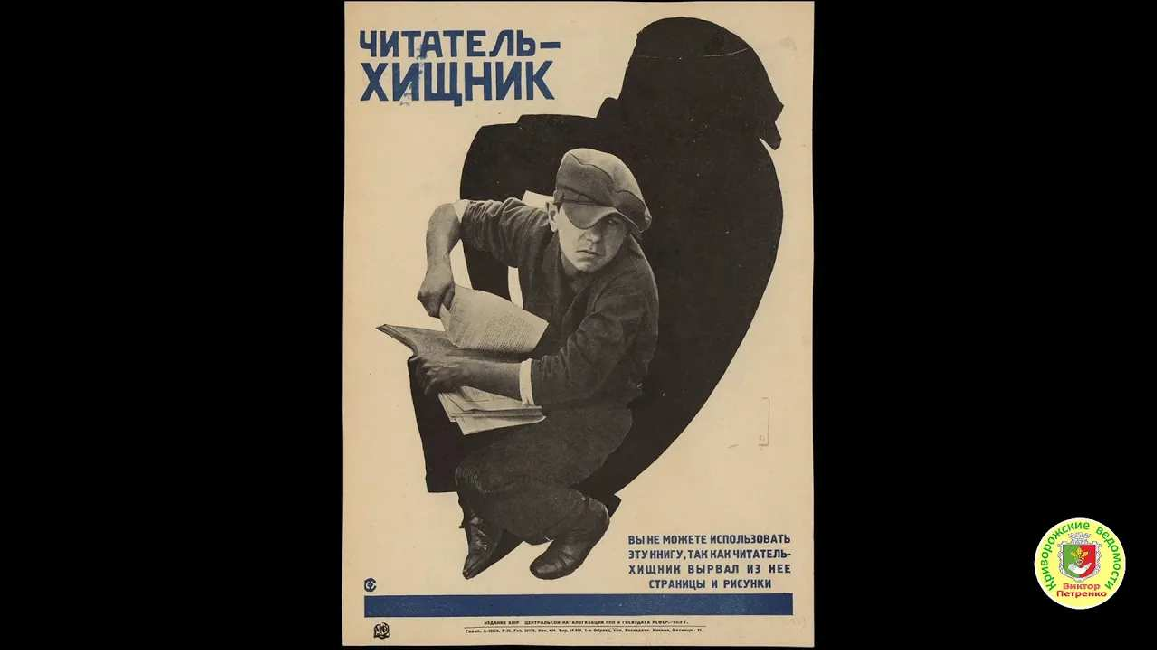 ЧИТАТЕЛЬ-
ХИЩНИК
ВЫ НЕ МОЖЕТЕ ИСПОЛЬЗОВАТЬ
ЭТУ КНИГУ, ТАК КАК ЧИТАТЕЛЬ-
ХИЩНИК ВЫРВАЛ ИЗ НЕЕ
СТРАНИЦЫ И РИСУНКИ
Криворожские ведомости
Виктор
Петренко